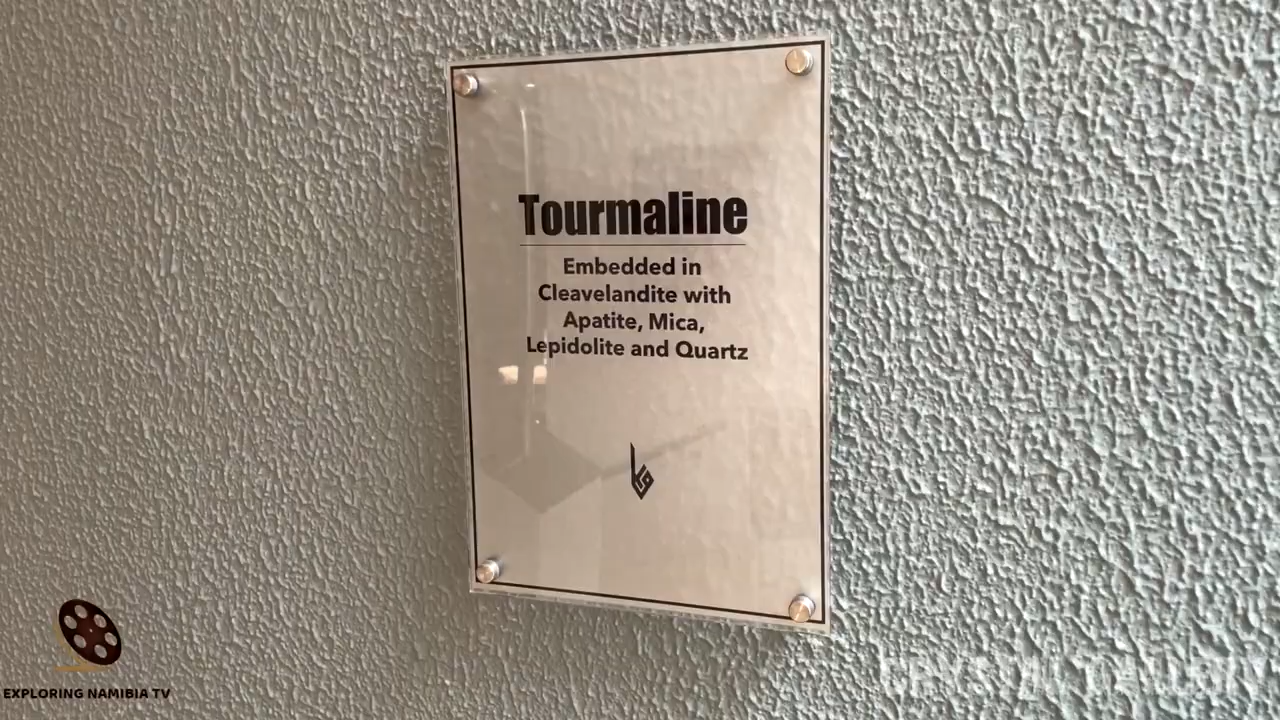 Tourmaline
Embedded in
Cleavelandite with
Apatite, Mica,
Lepidolite and Quartz
EXPLORING NAMIBIA TV